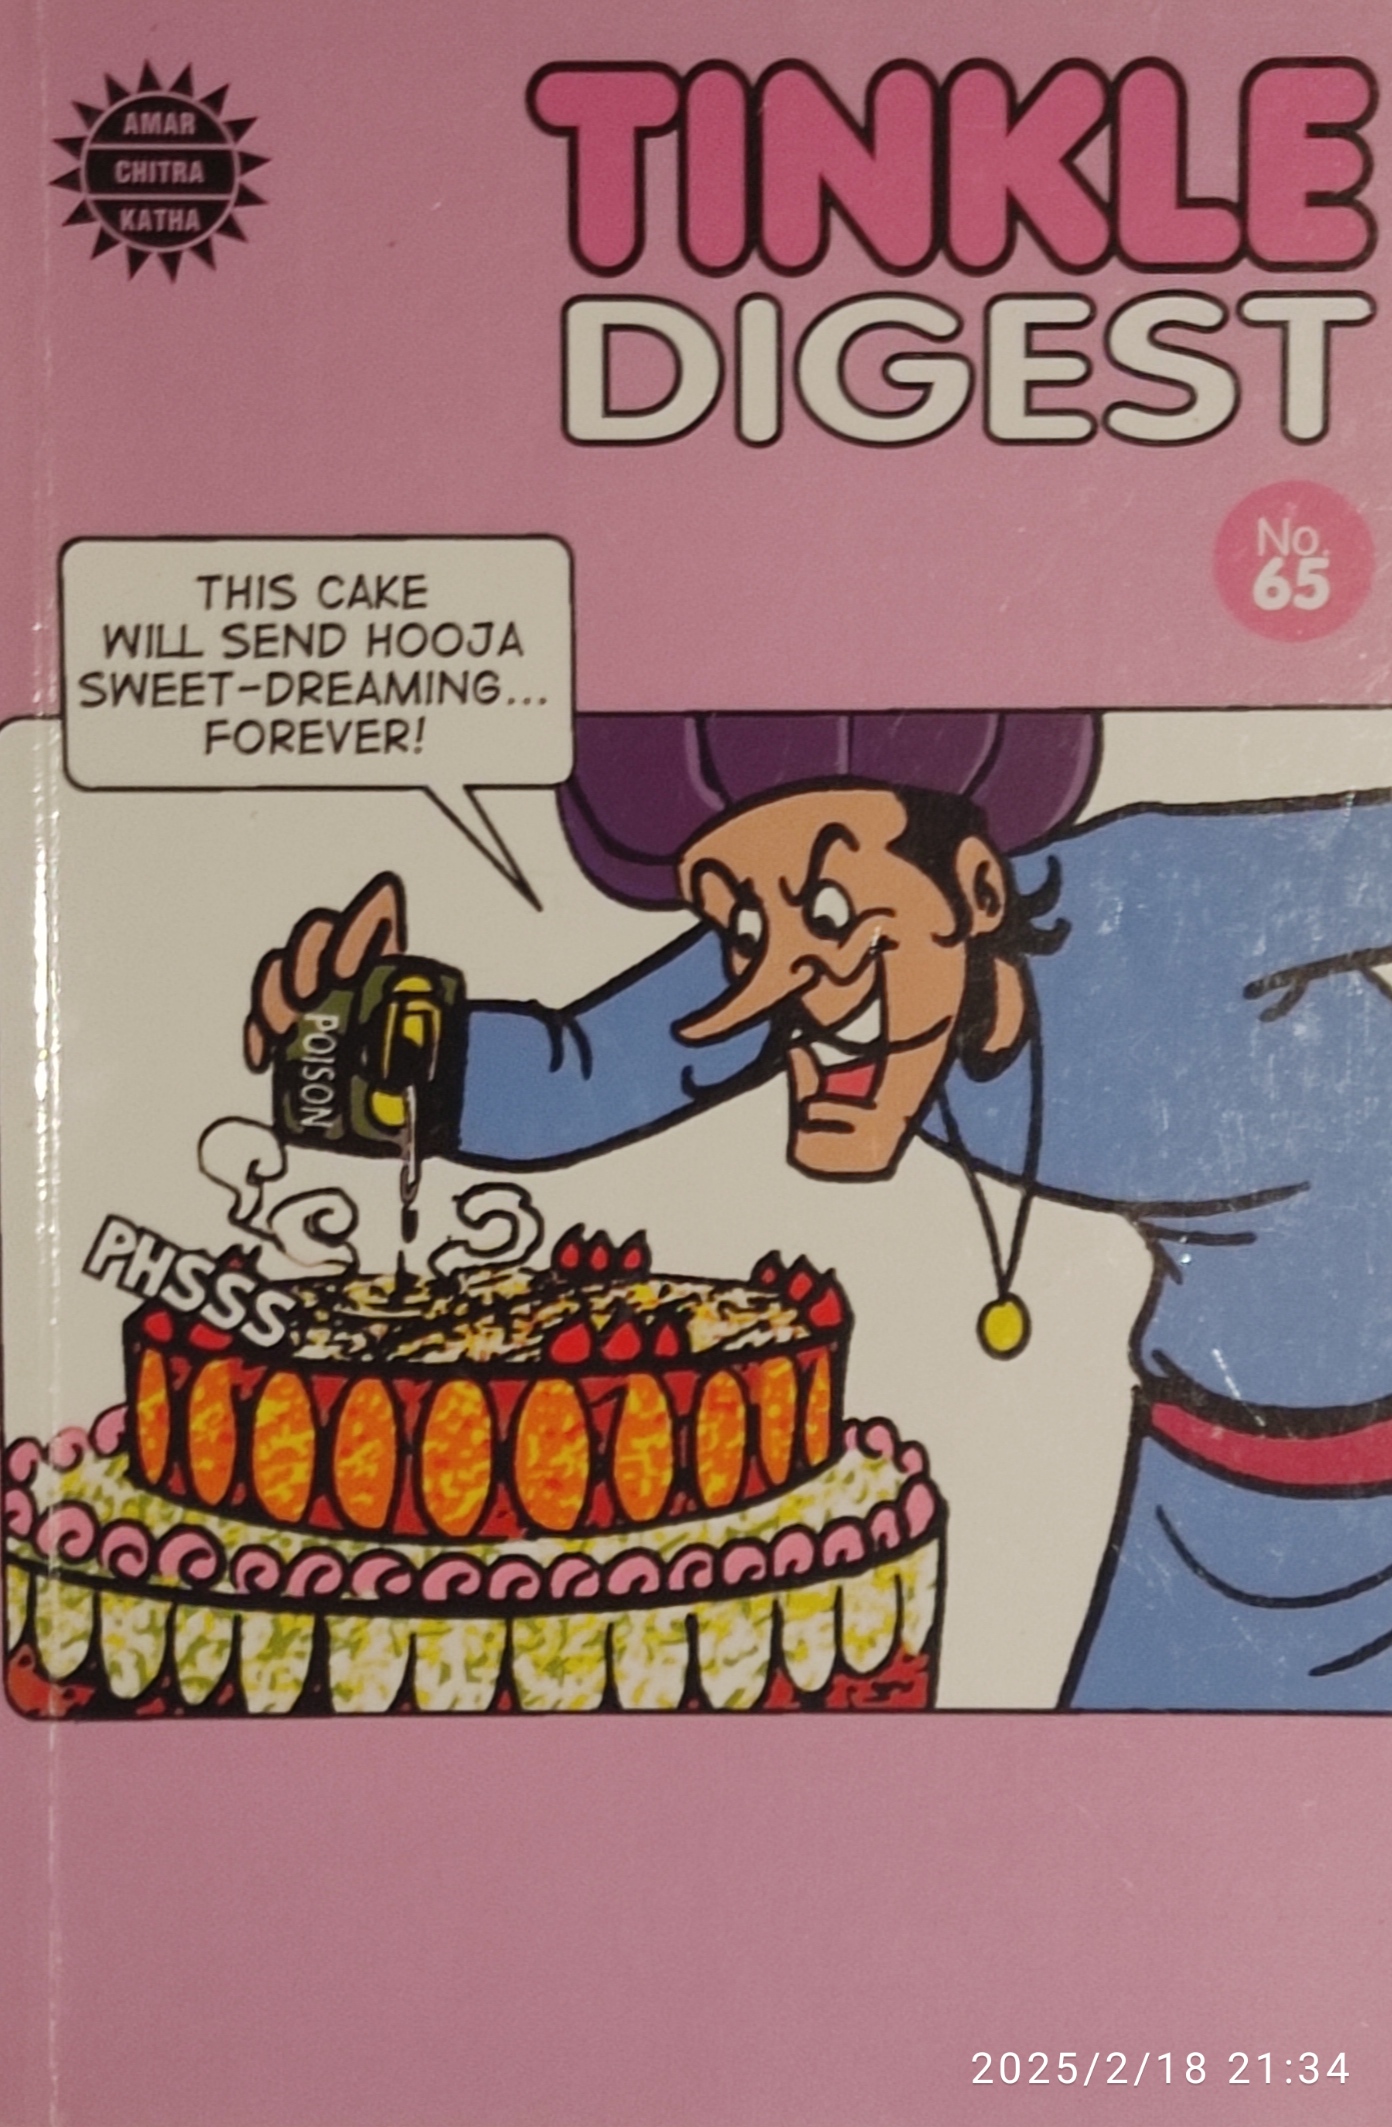 AMAR
CHITRA
KATHA
TINKLE
DIGEST
No.
65
THIS CAKE
WILL SEND HOOJA
SWEET-DREAMING...
FOREVER!
POISON
PHSSS
2025/2/18 21:34